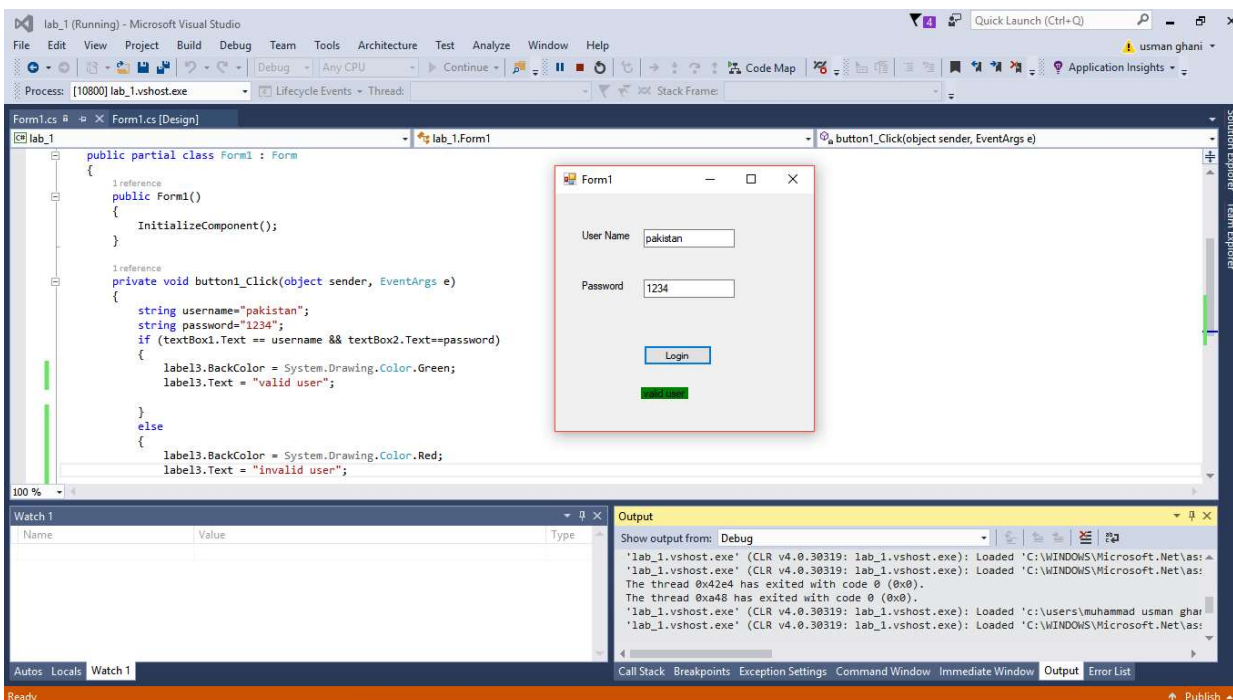 lab_1 (Running) - Microsoft Visual Studio
4
Quick Launch (Ctrl+Q)
File Edit View Project Build Debug Team Tools Architecture Test Analyze Window Help
usman ghani
Debug Any CPU Continue Code Map Application Insights
Process: [10800] lab_1.vshost.exe Lifecycle Events Thread: Stack Frame:
Form1.cs Form1.cs [Design]
C# lab_1 lab_1.Form1 button1_Click(object sender, EventArgs e)
Solution Explorer
Team Explorer
public partial class Form1 : Form
{
1 reference
public Form1()
{
InitializeComponent();
}
1 reference
private void button1_Click(object sender, EventArgs e)
{
string username="pakistan";
string password="1234";
if (textBox1.Text == username && textBox2.Text==password)
{
label3.BackColor = System.Drawing.Color.Green;
label3.Text = "valid user";
}
else
{
label3.BackColor = System.Drawing.Color.Red;
label3.Text = "invalid user";
100 %
Form1
User Name pakistan
Password 1234
Login
valid user
Watch 1
Name Value Type
Autos Locals Watch 1
Output
Show output from: Debug
'lab_1.vshost.exe' (CLR v4.0.30319: lab_1.vshost.exe): Loaded 'C:\WINDOWS\Microsoft.Net\ass
'lab_1.vshost.exe' (CLR v4.0.30319: lab_1.vshost.exe): Loaded 'C:\WINDOWS\Microsoft.Net\ass
The thread 0x42e4 has exited with code 0 (0x0).
The thread 0xa48 has exited with code 0 (0x0).
'lab_1.vshost.exe' (CLR v4.0.30319: lab_1.vshost.exe): Loaded 'c:\users\muhammad usman ghan
'lab_1.vshost.exe' (CLR v4.0.30319: lab_1.vshost.exe): Loaded 'C:\WINDOWS\Microsoft.Net\ass
Call Stack Breakpoints Exception Settings Command Window Immediate Window Output Error List
Ready
Publish